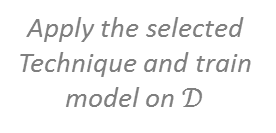 Apply the selected
Technique and train
model on 𝒟